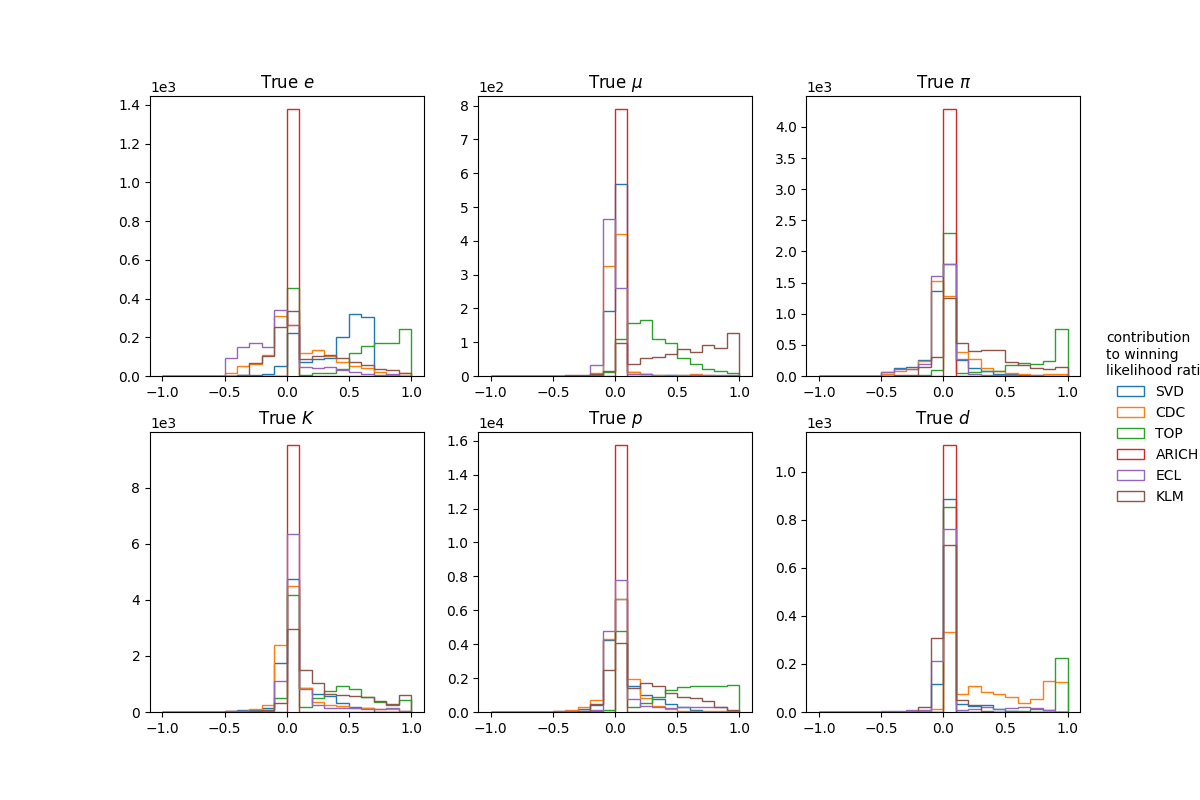 True e
1e3
1.4
1.2
1.0
0.8
0.6
0.4
0.2
0.0
−1.0 −0.5 0.0 0.5 1.0
True μ
1e2
8
7
6
5
4
3
2
1
0
−1.0 −0.5 0.0 0.5 1.0
True π
1e3
4.0
3.5
3.0
2.5
2.0
1.5
1.0
0.5
0.0
−1.0 −0.5 0.0 0.5 1.0
True K
1e3
8
6
4
2
0
−1.0 −0.5 0.0 0.5 1.0
True p
1e4
1.6
1.4
1.2
1.0
0.8
0.6
0.4
0.2
0.0
−1.0 −0.5 0.0 0.5 1.0
True d
1e3
1.0
0.8
0.6
0.4
0.2
0.0
−1.0 −0.5 0.0 0.5 1.0
contribution
to winning
likelihood rati
SVD
CDC
TOP
ARICH
ECL
KLM